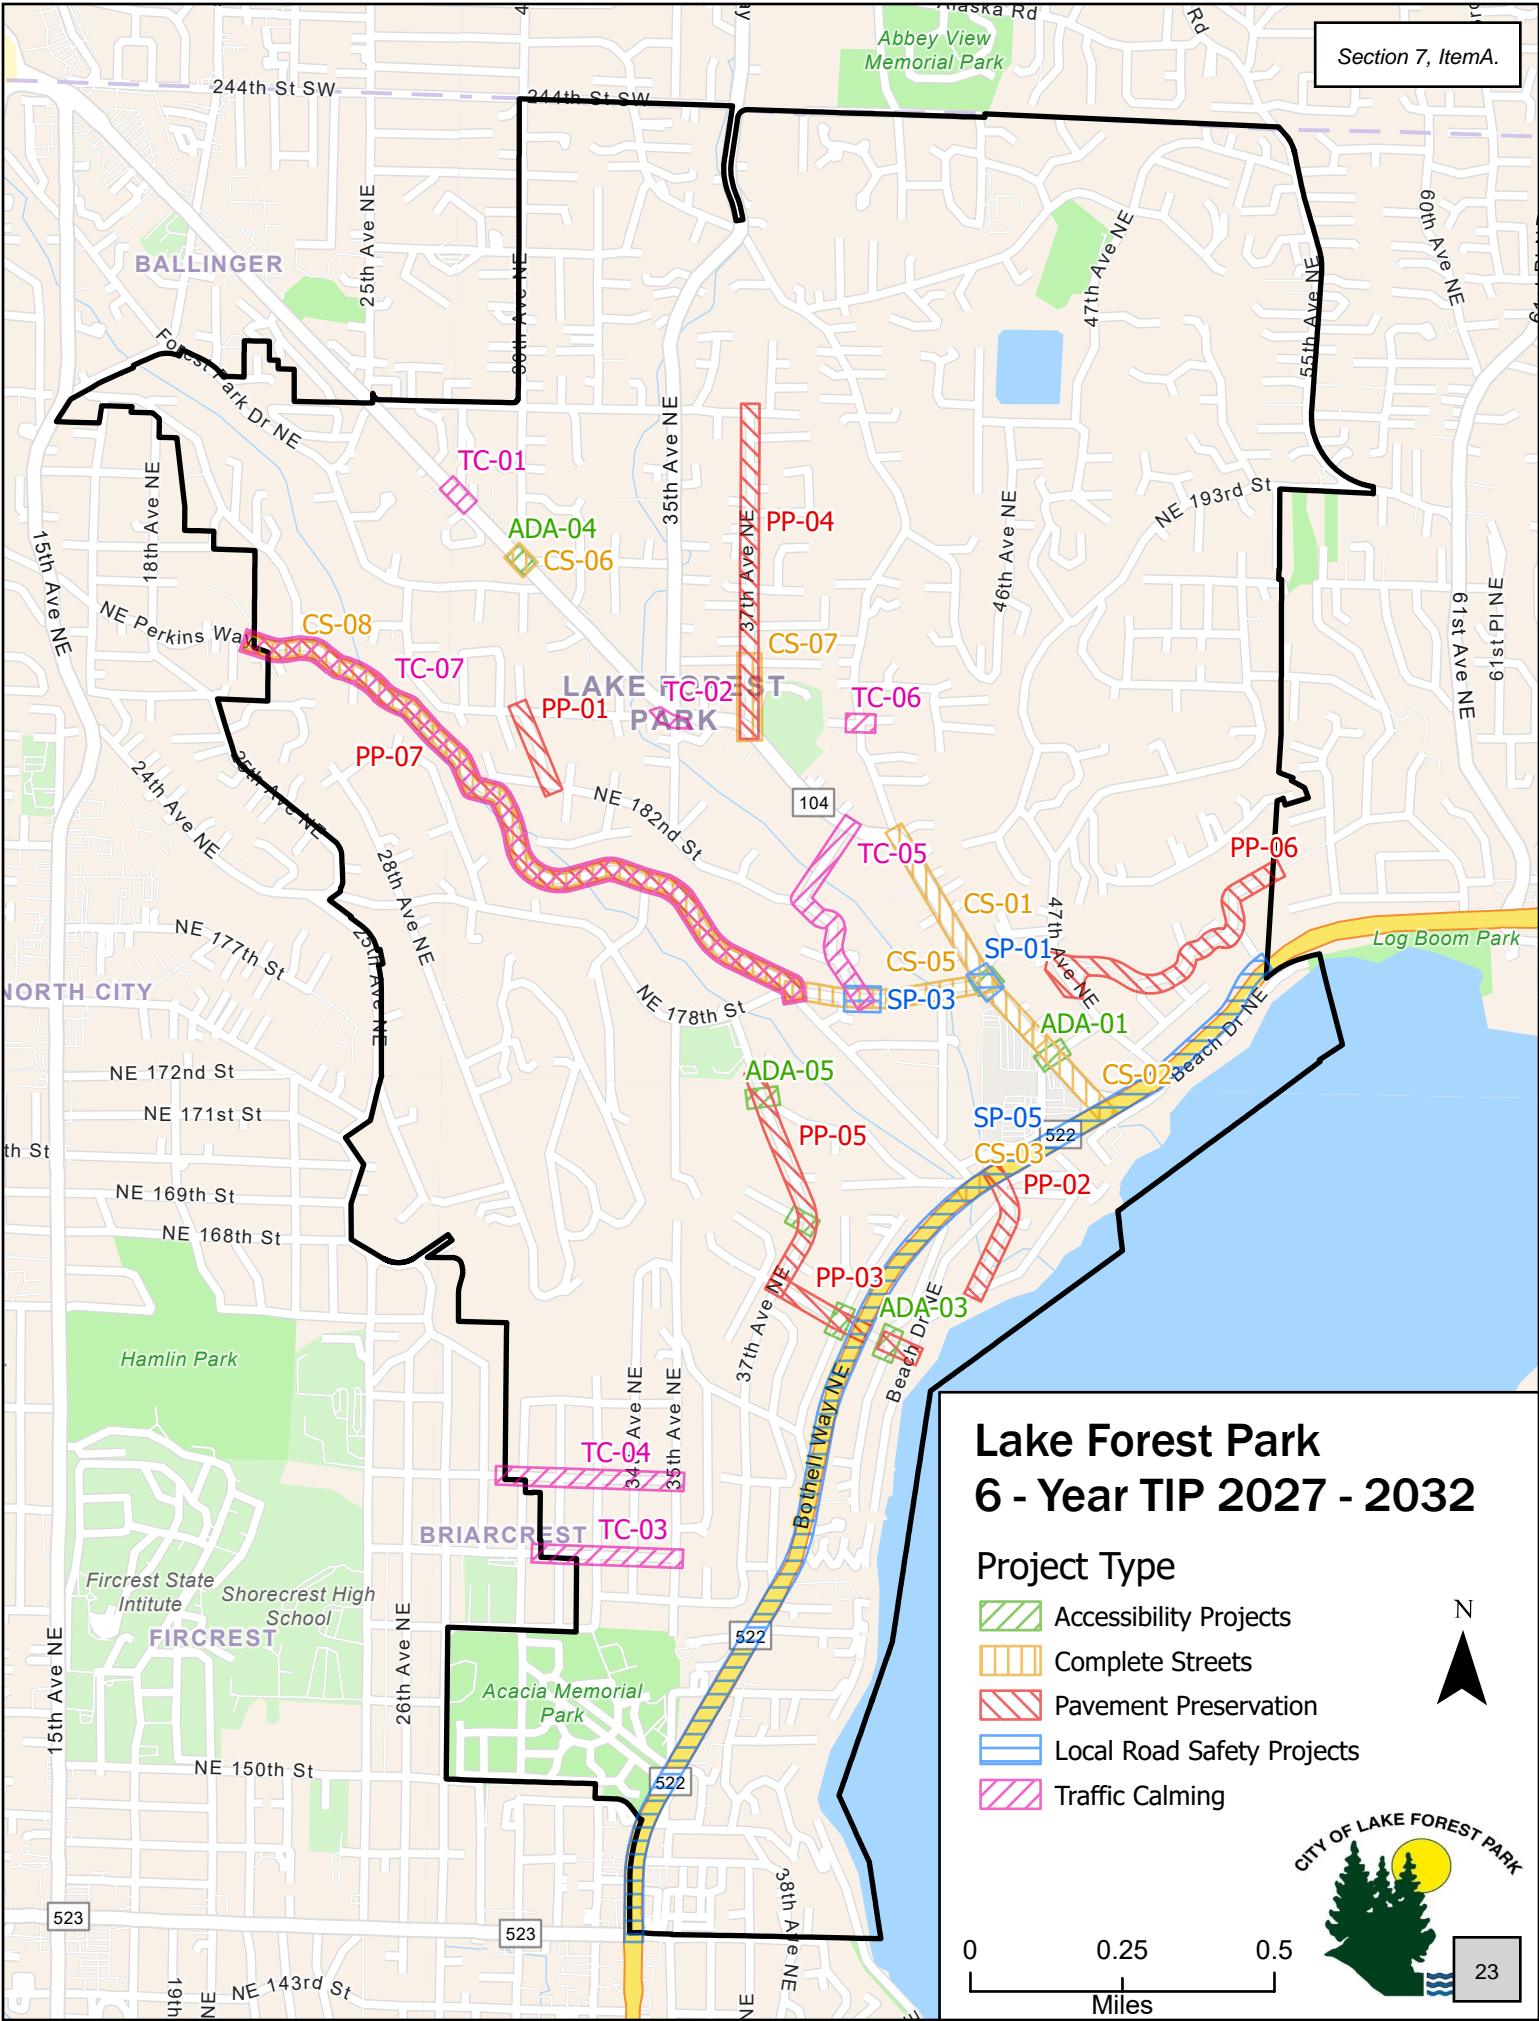 Alaska Rd
Rd
Abbey View
Memorial Park
Section 7, ItemA.
244th St SW
244th St SW
25th Ave NE
60th Ave NE
47th Ave NE
BALLINGER
55th Ave NE
Forest Park Dr NE
35th Ave NE
TC-01
18th Ave NE
NE 193rd St
46th Ave NE
37th Ave NE
PP-04
ADA-04
CS-06
15th Ave NE
61st Ave NE
61st Pl NE
NE Perkins Way
CS-08
CS-07
TC-07
LAKE FOREST
PARK
TC-02
TC-06
PP-01
PP-07
25th Ave NE
24th Ave NE
NE 182nd St
104
TC-05
PP-06
28th Ave NE
CS-01
47th Ave NE
NE 177th St
25th Ave NE
SP-01
CS-05
Log Boom Park
NORTH CITY
NE 178th St
SP-03
ADA-01
Beach Dr NE
NE 172nd St
ADA-05
CS-02
NE 171st St
SP-05
522
PP-05
th St
CS-03
NE 169th St
PP-02
NE 168th St
PP-03
37th Ave NE
ADA-03
Beach Dr NE
Hamlin Park
34th Ave NE
35th Ave NE
Bothell Way NE
TC-04
BRIARCREST
TC-03
Fircrest State
Intitute
Shorecrest High
School
FIRCREST
26th Ave NE
15th Ave NE
522
Acacia Memorial
Park
NE 150th St
522
38th Ave NE
523
523
19th
NE
NE 143rd St
NE
Lake Forest Park
6 - Year TIP 2027 - 2032
Project Type
Accessibility Projects
Complete Streets
Pavement Preservation
Local Road Safety Projects
Traffic Calming
N
CITY OF LAKE FOREST PARK
0
0.25
0.5
Miles
23